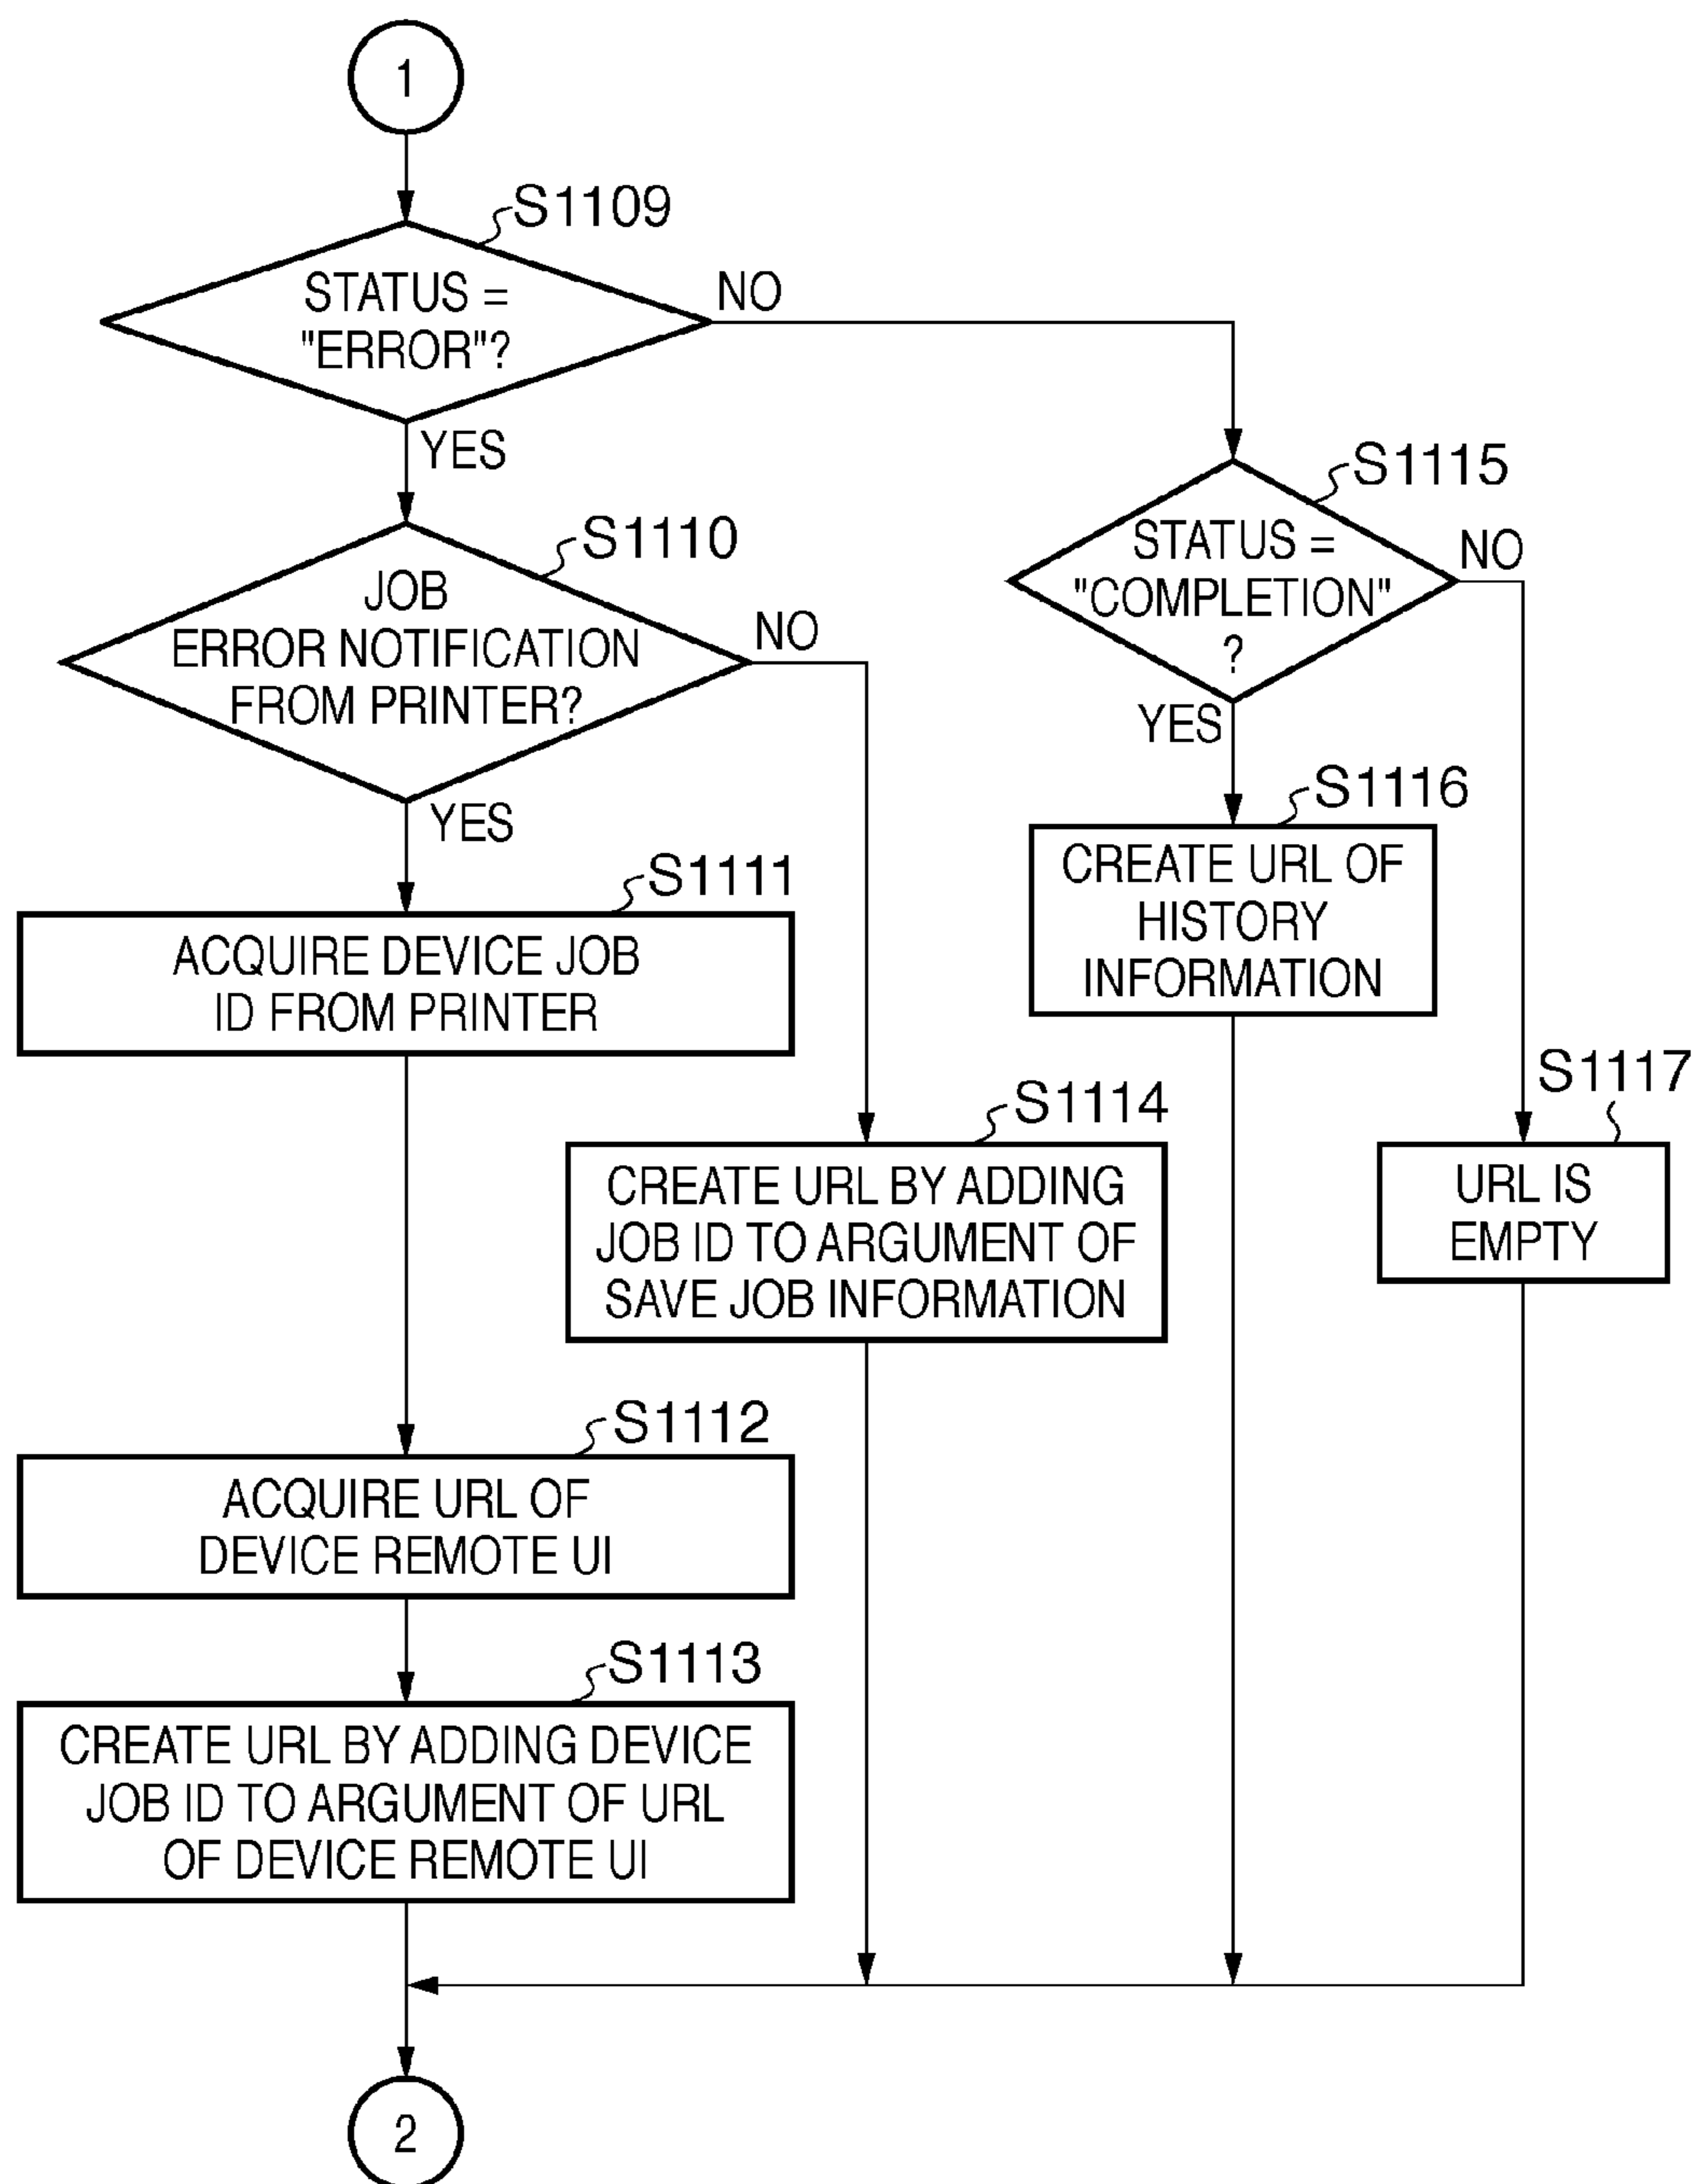 1
S1109
STATUS =
"ERROR"?
NO
YES
S1110
JOB
ERROR NOTIFICATION
FROM PRINTER?
NO
YES
S1115
STATUS =
"COMPLETION"
?
NO
YES
S1111
ACQUIRE DEVICE JOB
ID FROM PRINTER
S1116
CREATE URL OF
HISTORY
INFORMATION
S1114
CREATE URL BY ADDING
JOB ID TO ARGUMENT OF
SAVE JOB INFORMATION
S1117
URL IS
EMPTY
S1112
ACQUIRE URL OF
DEVICE REMOTE UI
S1113
CREATE URL BY ADDING DEVICE
JOB ID TO ARGUMENT OF URL
OF DEVICE REMOTE UI
2